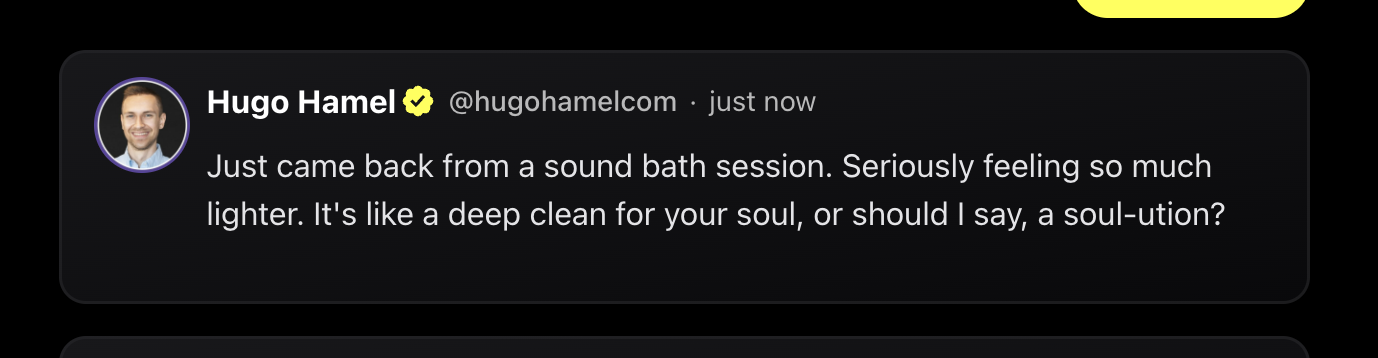 Hugo Hamel @hugohamelcom · just now
Just came back from a sound bath session. Seriously feeling so much
lighter. It's like a deep clean for your soul, or should I say, a soul-ution?